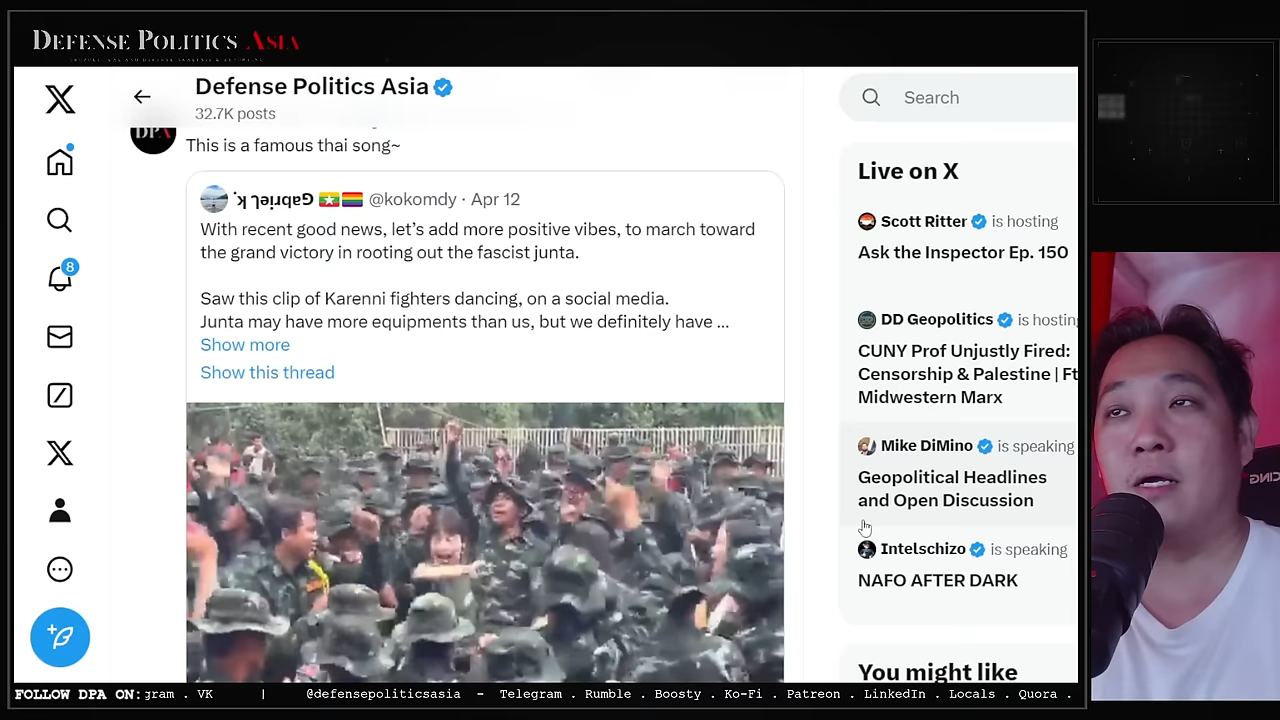 DEFENSE POLITICS ASIA
Defense Politics Asia
32.7K posts
This is a famous thai song~
@kokomdy · Apr 12
With recent good news, let's add more positive vibes, to march toward
the grand victory in rooting out the fascist junta.
Saw this clip of Karenni fighters dancing, on a social media.
Junta may have more equipments than us, but we definitely have ...
Show more
Show this thread
8
Search
Live on X
Scott Ritter is hosting
Ask the Inspector Ep. 150
DD Geopolitics is hosting
CUNY Prof Unjustly Fired:
Censorship & Palestine | Ft
Midwestern Marx
Mike DiMino is speaking
Geopolitical Headlines
and Open Discussion
Intelschizo is speaking
NAFO AFTER DARK
You might like
FOLLOW DPA ON: gram . VK | @defensepoliticsasia - Telegram . Rumble . Boosty . Ko-Fi . Patreon . LinkedIn . Locals . Quora .